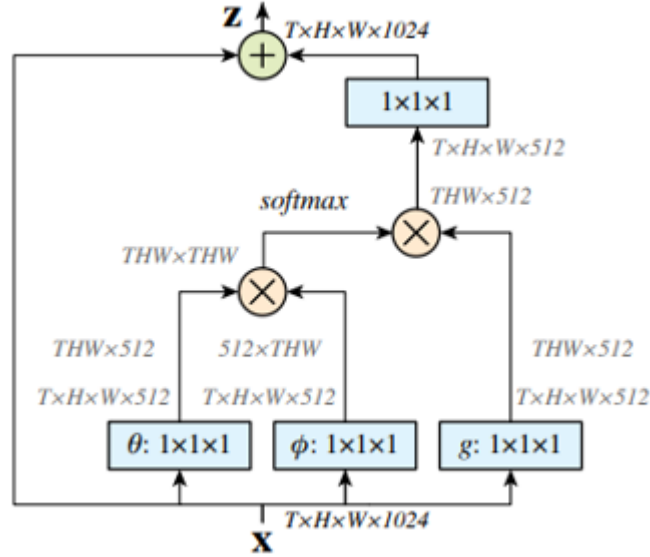 z
T×H×W×1024
1×1×1
T×H×W×512
THW×512
softmax
THW×THW
THW×512 512×THW THW×512
T×H×W×512 T×H×W×512 T×H×W×512
θ: 1×1×1 ϕ: 1×1×1 g: 1×1×1
T×H×W×1024
x